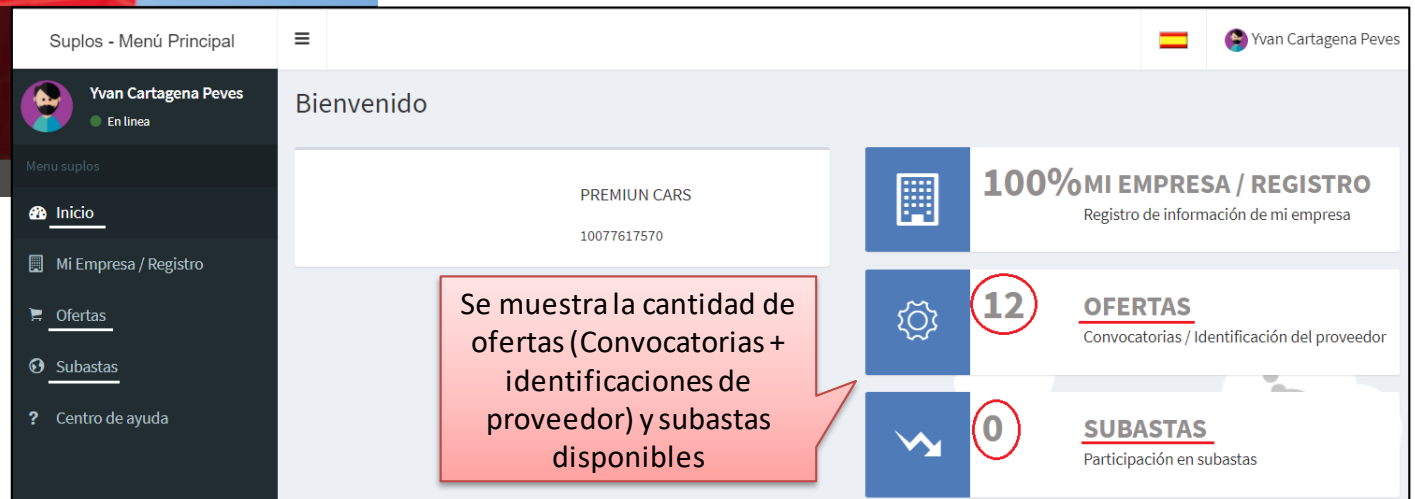 Suplos - Menú Principal
Yvan Cartagena Peves
Yvan Cartagena Peves
En linea
Menu suplos
Inicio
Mi Empresa / Registro
Ofertas
Subastas
? Centro de ayuda
Bienvenido
PREMIUN CARS
10077617570
100% MI EMPRESA / REGISTRO
Registro de información de mi empresa
12 OFERTAS
Convocatorias / Identificación del proveedor
0 SUBASTAS
Participación en subastas
Se muestra la cantidad de
ofertas (Convocatorias +
identificaciones de
proveedor) y subastas
disponibles